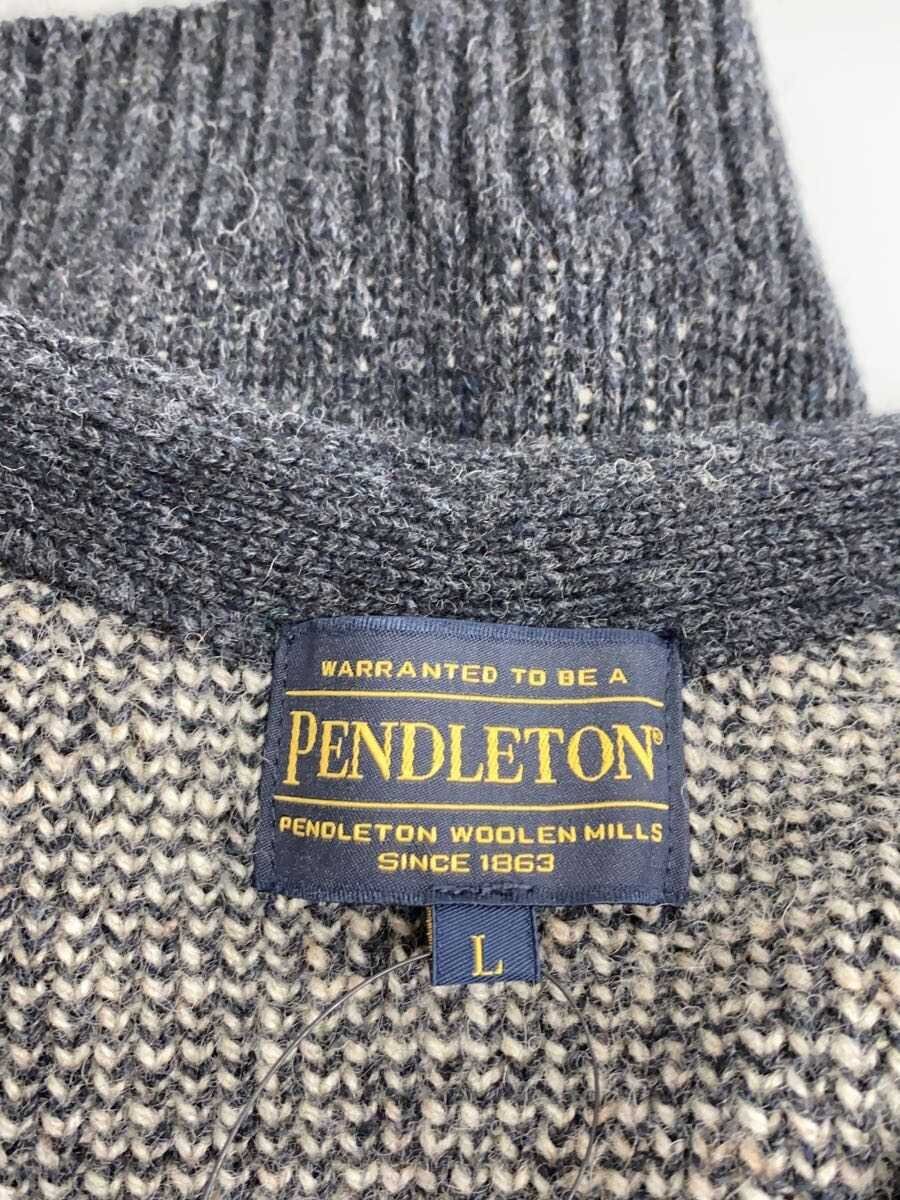 WARRANTED TO BE A
PENDLETON®
PENDLETON WOOLEN MILLS
SINCE 1863
L